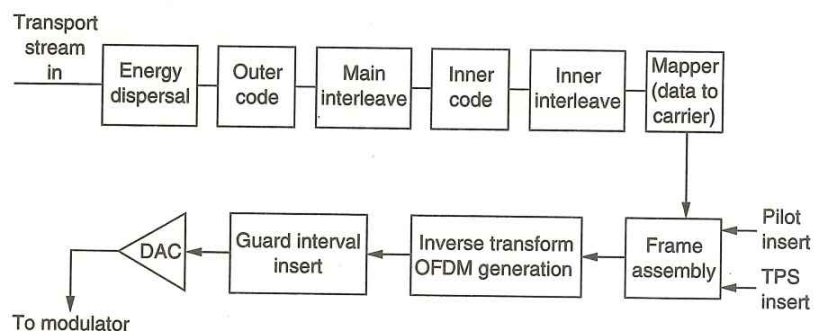 Transport
stream
in
Energy
dispersal
Outer
code
Main
interleave
Inner
code
Inner
interleave
Mapper
(data to
carrier)
Pilot
insert
Frame
assembly
TPS
insert
Inverse transform
OFDM generation
Guard interval
insert
DAC
To modulator